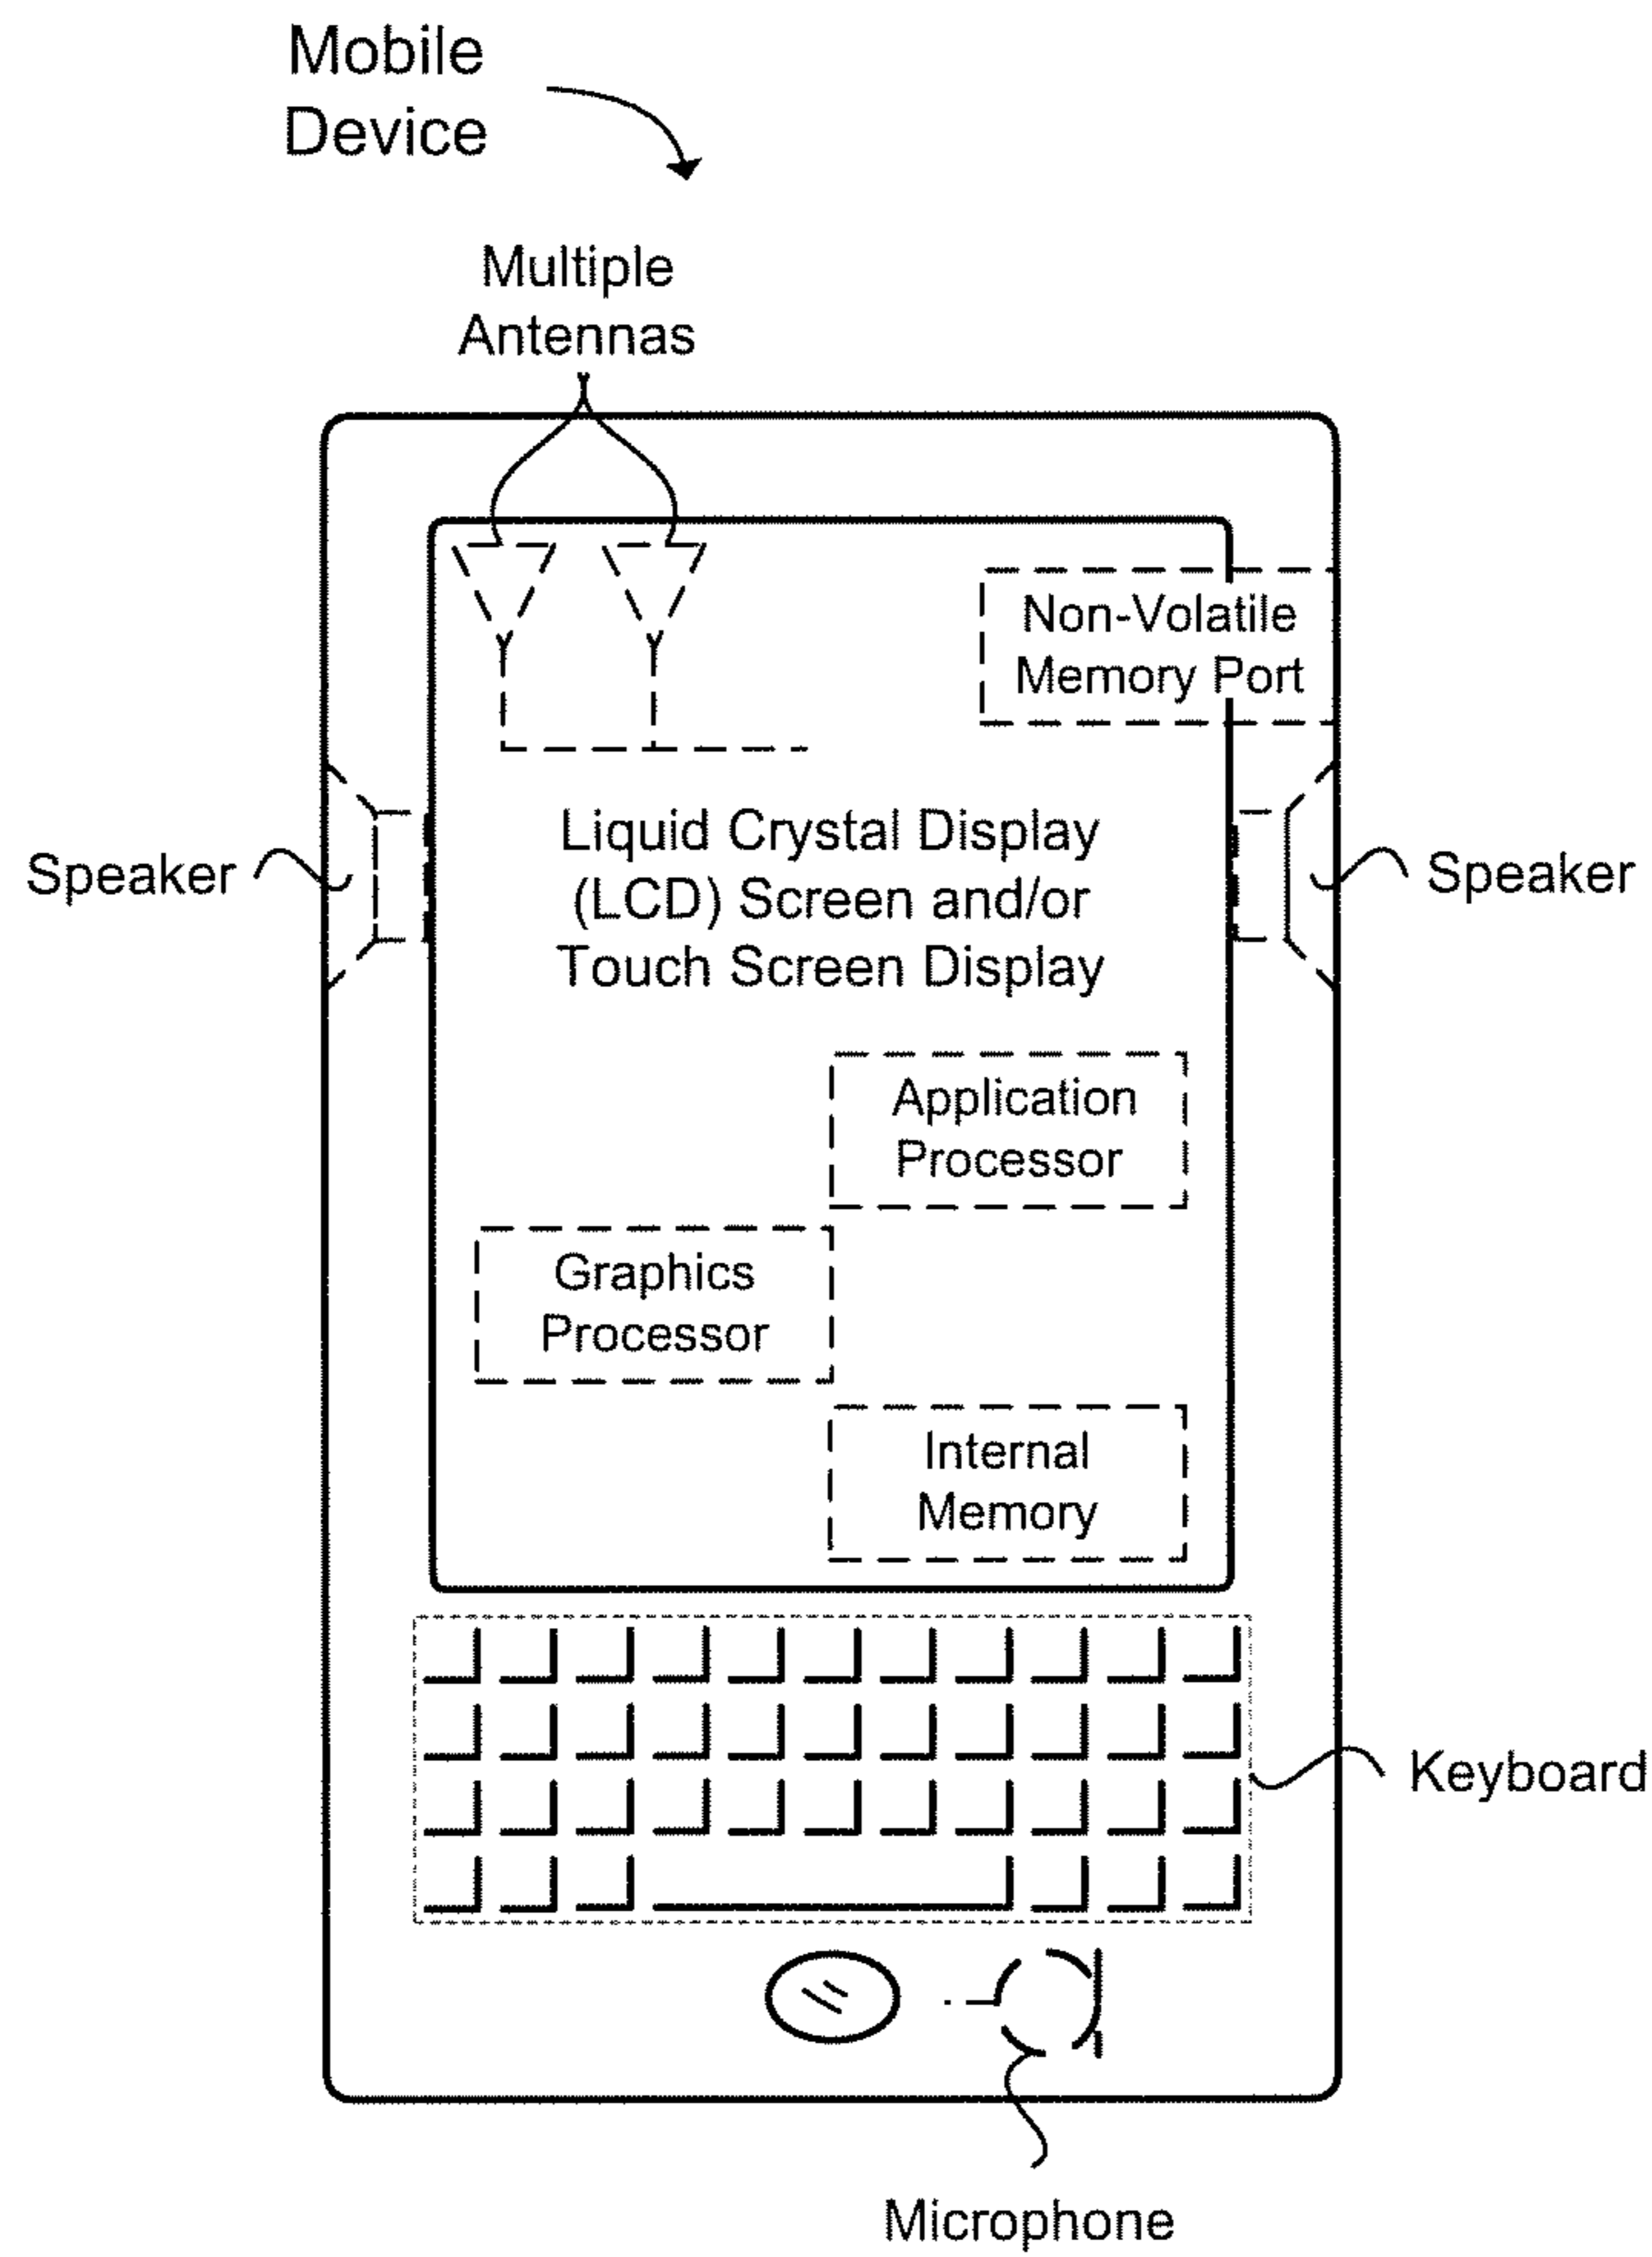 Mobile
Device
Multiple
Antennas
Non-Volatile
Memory Port
Speaker
Liquid Crystal Display
(LCD) Screen and/or
Touch Screen Display
Speaker
Application
Processor
Graphics
Processor
Internal
Memory
Keyboard
Microphone